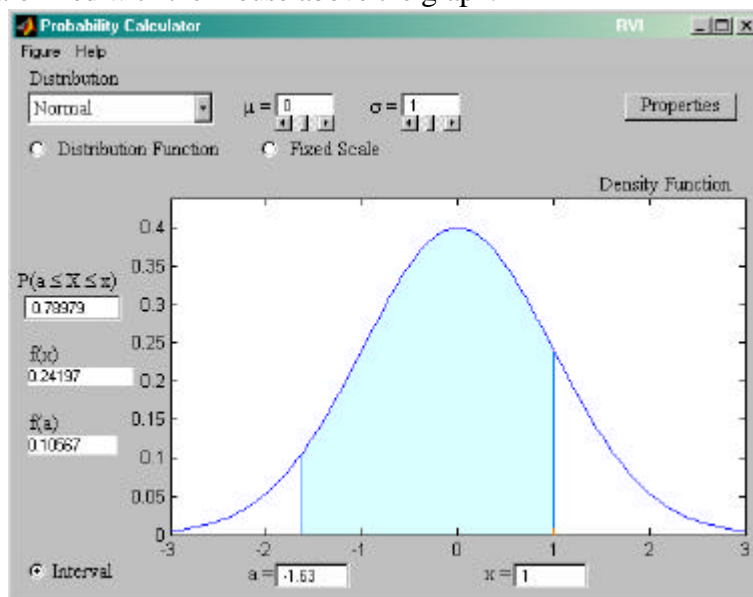 Probability Calculator RVI
Figure Help
Distribution
Normal
μ = 0
σ = 1
Properties
Distribution Function
Fixed Scale
Density Function
P(a ≤ X ≤ x)
0.78979
f(x)
0.24197
f(a)
0.10567
0.4
0.35
0.3
0.25
0.2
0.15
0.1
0.05
0
-3 -2 -1 0 1 2 3
Interval
a = -1.63
x = 1